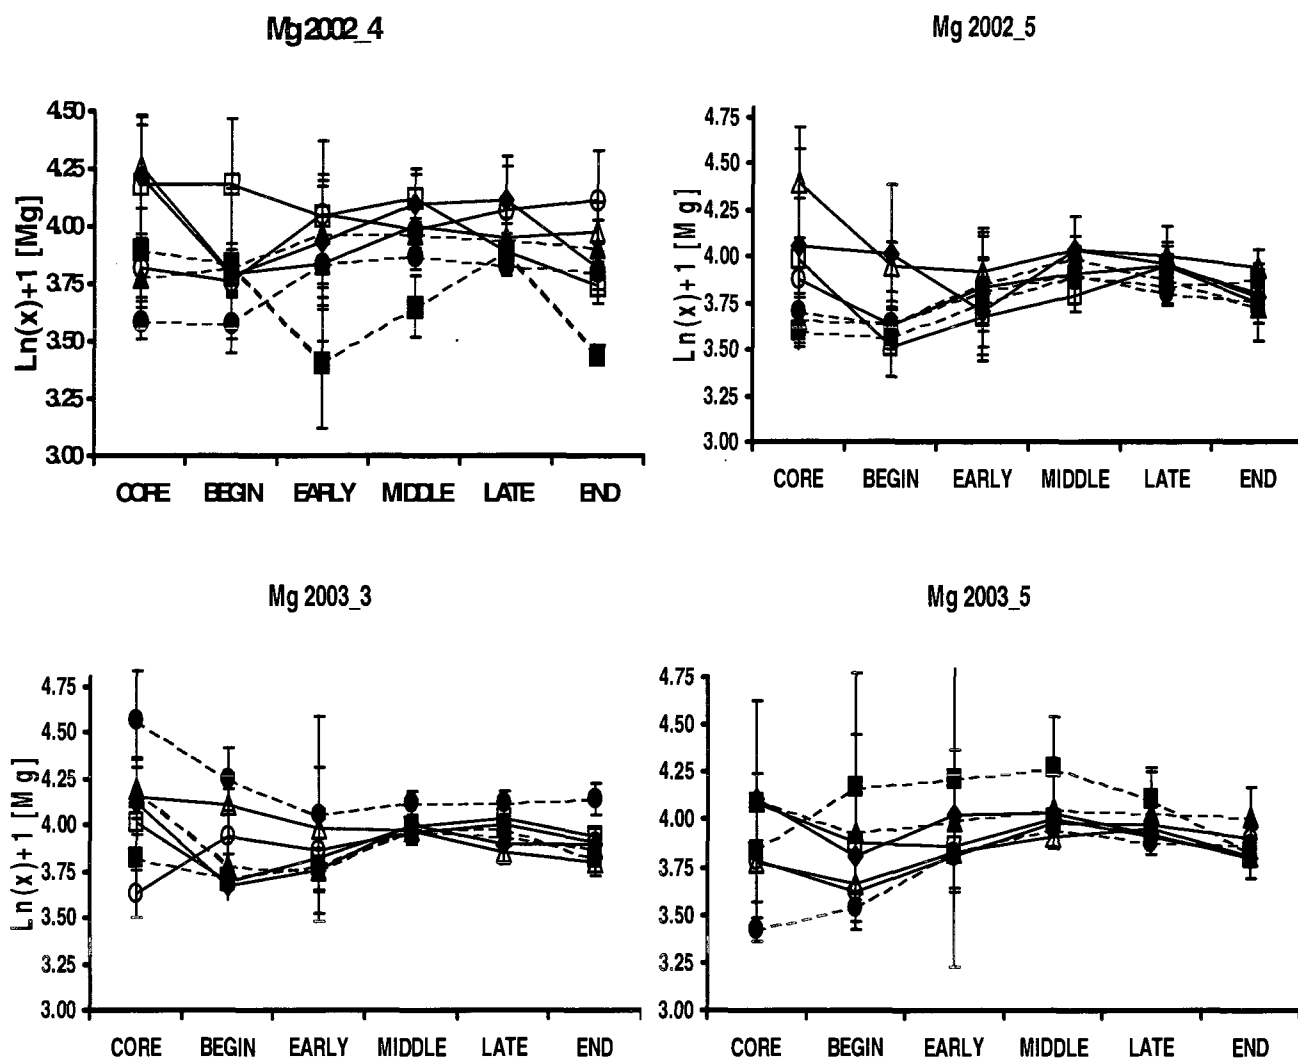 Mg 2002_4
Ln(x)+1 [Mg]
4.50
4.25
4.00
3.75
3.50
3.25
3.00
CORE BEGIN EARLY MIDDLE LATE END
Mg 2002_5
Ln(x)+1 [Mg]
4.75
4.50
4.25
4.00
3.75
3.50
3.25
3.00
CORE BEGIN EARLY MIDDLE LATE END
Mg 2003_3
Ln(x)+1 [Mg]
4.75
4.50
4.25
4.00
3.75
3.50
3.25
3.00
CORE BEGIN EARLY MIDDLE LATE END
Mg 2003_5
Ln(x)+1 [Mg]
4.75
4.50
4.25
4.00
3.75
3.50
3.25
3.00
CORE BEGIN EARLY MIDDLE LATE END